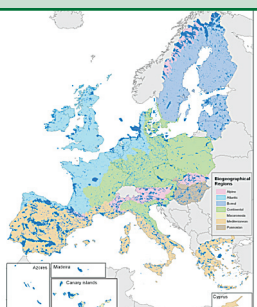 Biogeographical
Regions
Alpine
Atlantic
Boreal
Continental
Macaronesia
Mediterranean
Pannonian
Azores
Madeira
Canary Islands
Cyprus